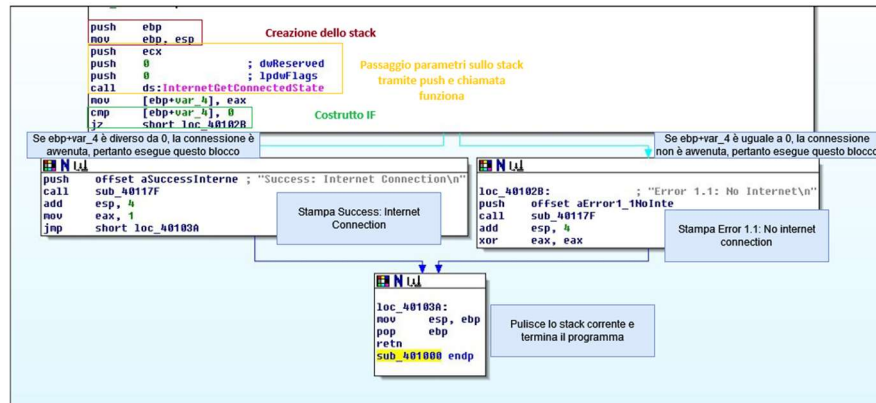 push ebp
mov ebp, esp
Creazione dello stack
push ecx
push 0 ; dwReserved
push 0 ; lpdwFlags
call ds:InternetGetConnectedState
Passaggio parametri sullo stack
tramite push e chiamata
funziona
mov [ebp+var_4], eax
cmp [ebp+var_4], 0
jz short loc_40102B
Costrutto IF
Se ebp+var_4 è diverso da 0, la connessione è
avvenuta, pertanto esegue questo blocco
Se ebp+var_4 è uguale a 0, la connessione
non è avvenuta, pertanto esegue questo blocco
push offset aSuccessInterne ; "Success: Internet Connection\n"
call sub_40117F
add esp, 4
mov eax, 1
jmp short loc_40103A
Stampa Success: Internet
Connection
loc_40102B: ; "Error 1.1: No Internet\n"
push offset aError1_1NoInte
call sub_40117F
add esp, 4
xor eax, eax
Stampa Error 1.1: No internet
connection
loc_40103A:
mov esp, ebp
pop ebp
retn
sub_401000 endp
Pulisce lo stack corrente e
termina il programma